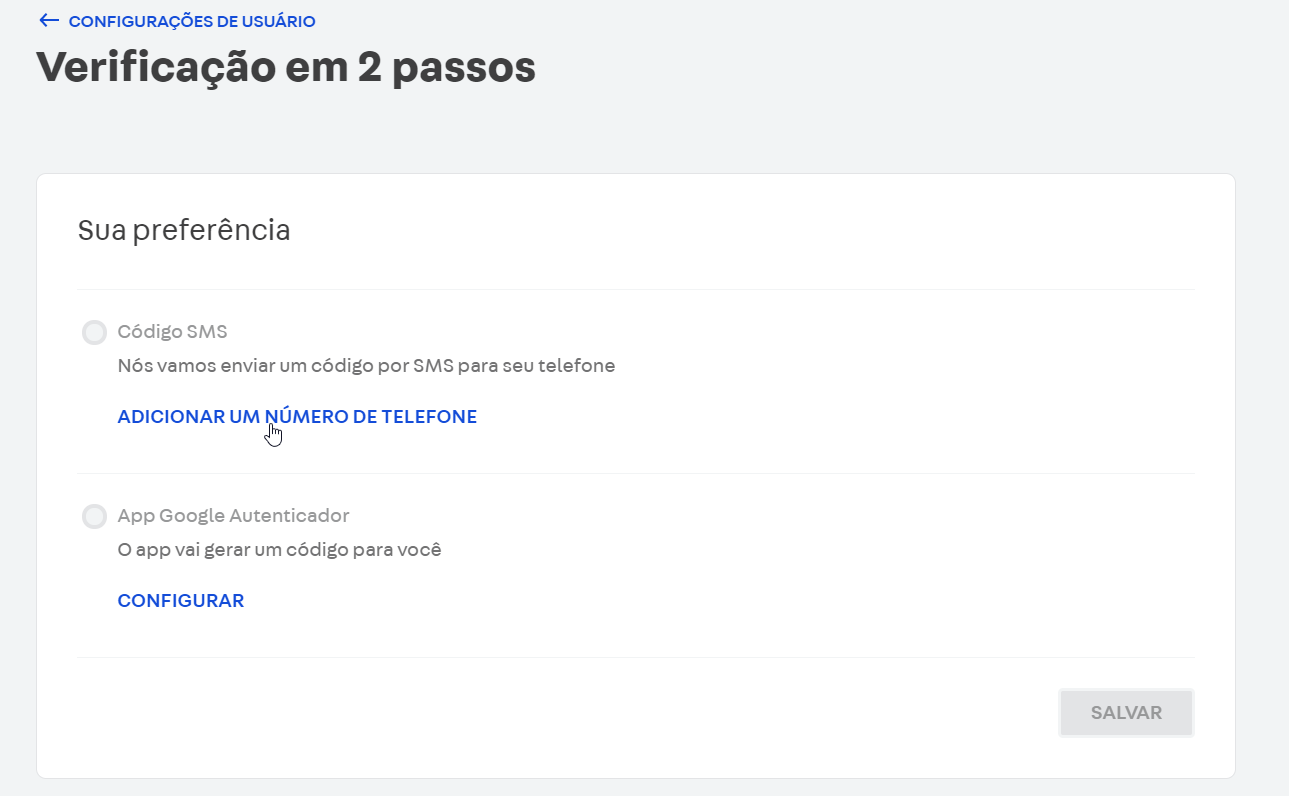 CONFIGURAÇÕES DE USUÁRIO
Verificação em 2 passos
Sua preferência
Código SMS
Nós vamos enviar um código por SMS para seu telefone
ADICIONAR UM NÚMERO DE TELEFONE
App Google Autenticador
O app vai gerar um código para você
CONFIGURAR
SALVAR